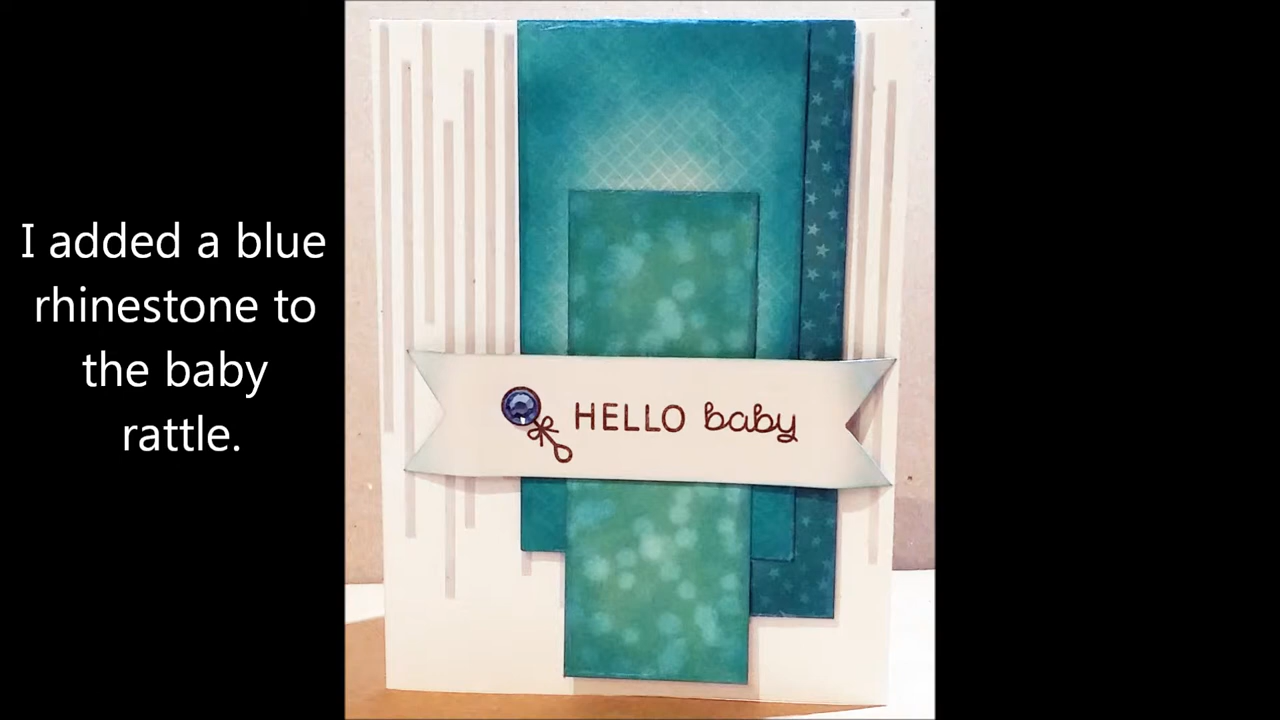 I added a blue
rhinestone to
the baby
rattle.
HELLO baby